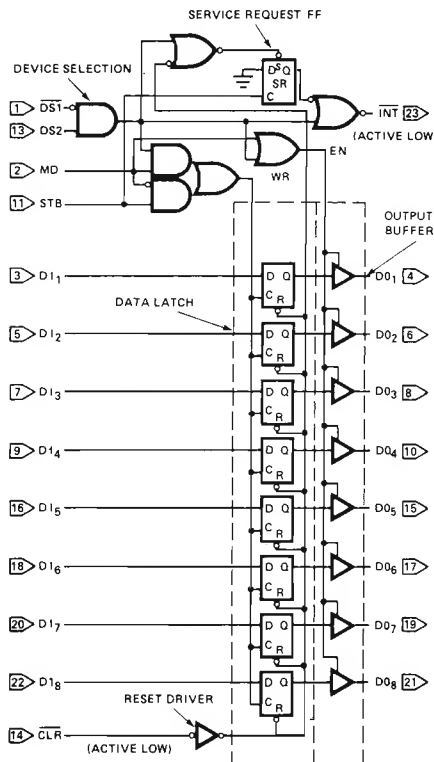 SERVICE REQUEST FF
DEVICE SELECTION
D S Q
SR
C
1 DS1
13 DS2
INT 23
(ACTIVE LOW)
2 MD
EN
WR
11 STB
OUTPUT
BUFFER
3 DI1
D Q
C R
DO1 4
DATA LATCH
5 DI2
D Q
C R
DO2 6
7 DI3
D Q
C R
DO3 8
9 DI4
D Q
C R
DO4 10
16 DI5
D Q
C R
DO5 15
18 DI6
D Q
C R
DO6 17
20 DI7
D Q
C R
DO7 19
22 DI8
D Q
C R
DO8 21
RESET DRIVER
14 CLR
(ACTIVE LOW)